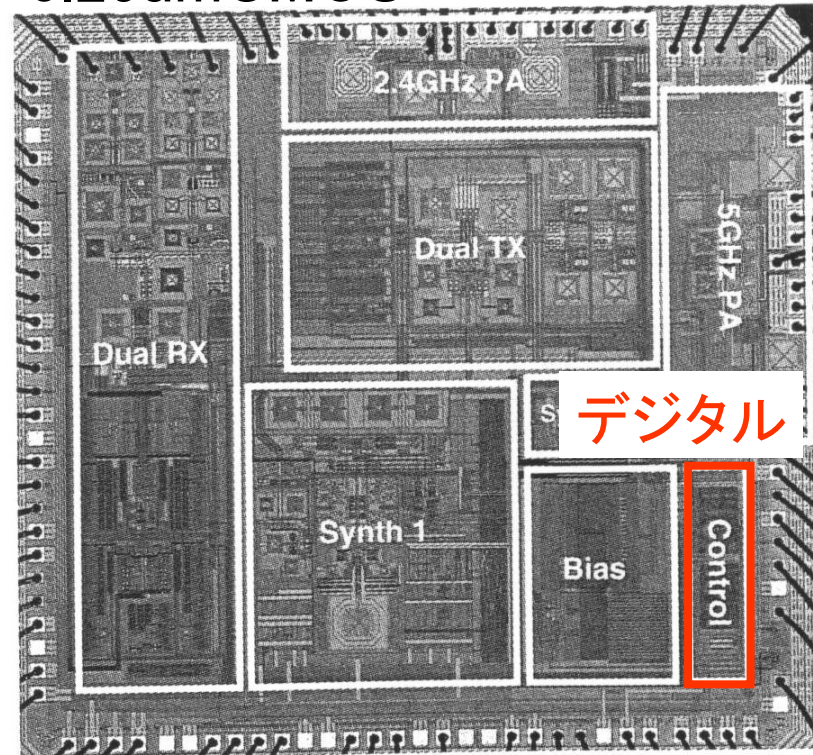 2.4GHz PA
Dual TX
5GHz PA
Dual RX
デジタル
Synth 1
Bias
Control